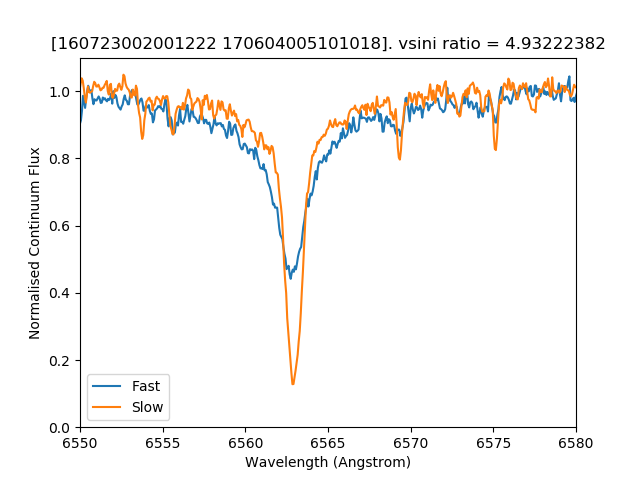 [160723002001222 170604005101018]. vsini ratio = 4.93222382
1.0
0.8
0.6
0.4
0.2
0.0
Normalised Continuum Flux
Fast
Slow
6550 6555 6560 6565 6570 6575 6580
Wavelength (Angstrom)